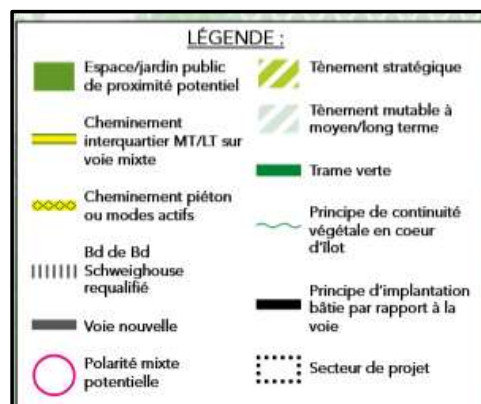 LÉGENDE :
Espace/jardin public
de proximité potentiel
Cheminement
interquartier MT/LT sur
voie mixte
Cheminement piéton
ou modes actifs
Bd de Bd
Schweighouse
requalifié
Voie nouvelle
Polarité mixte
potentielle
Tènement stratégique
Tènement mutable à
moyen/long terme
Trame verte
Principe de continuité
végétale en coeur
d'îlot
Principe d'implantation
bâtie par rapport à la
voie
Secteur de projet